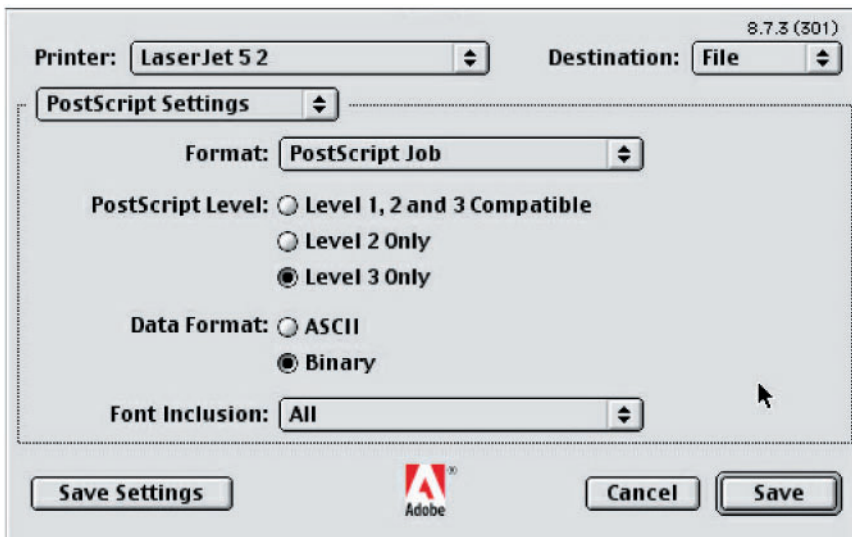 8.7.3 (301)
Printer: LaserJet 5 2 Destination: File
PostScript Settings
Format: PostScript Job
PostScript Level: Level 1, 2 and 3 Compatible
Level 2 Only
Level 3 Only
Data Format: ASCII
Binary
Font Inclusion: All
Save Settings Adobe® Cancel Save